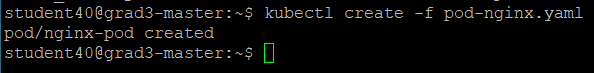 student40@grad3-master:~$ kubectl create -f pod-nginx.yaml
pod/nginx-pod created
student40@grad3-master:~$